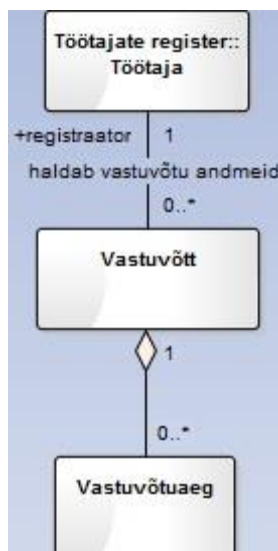 Töötajate register::
Töötaja
+registraator 1
haldab vastuvõtu andmeid
0..*
Vastuvõtt
1
0..*
Vastuvõtuaeg